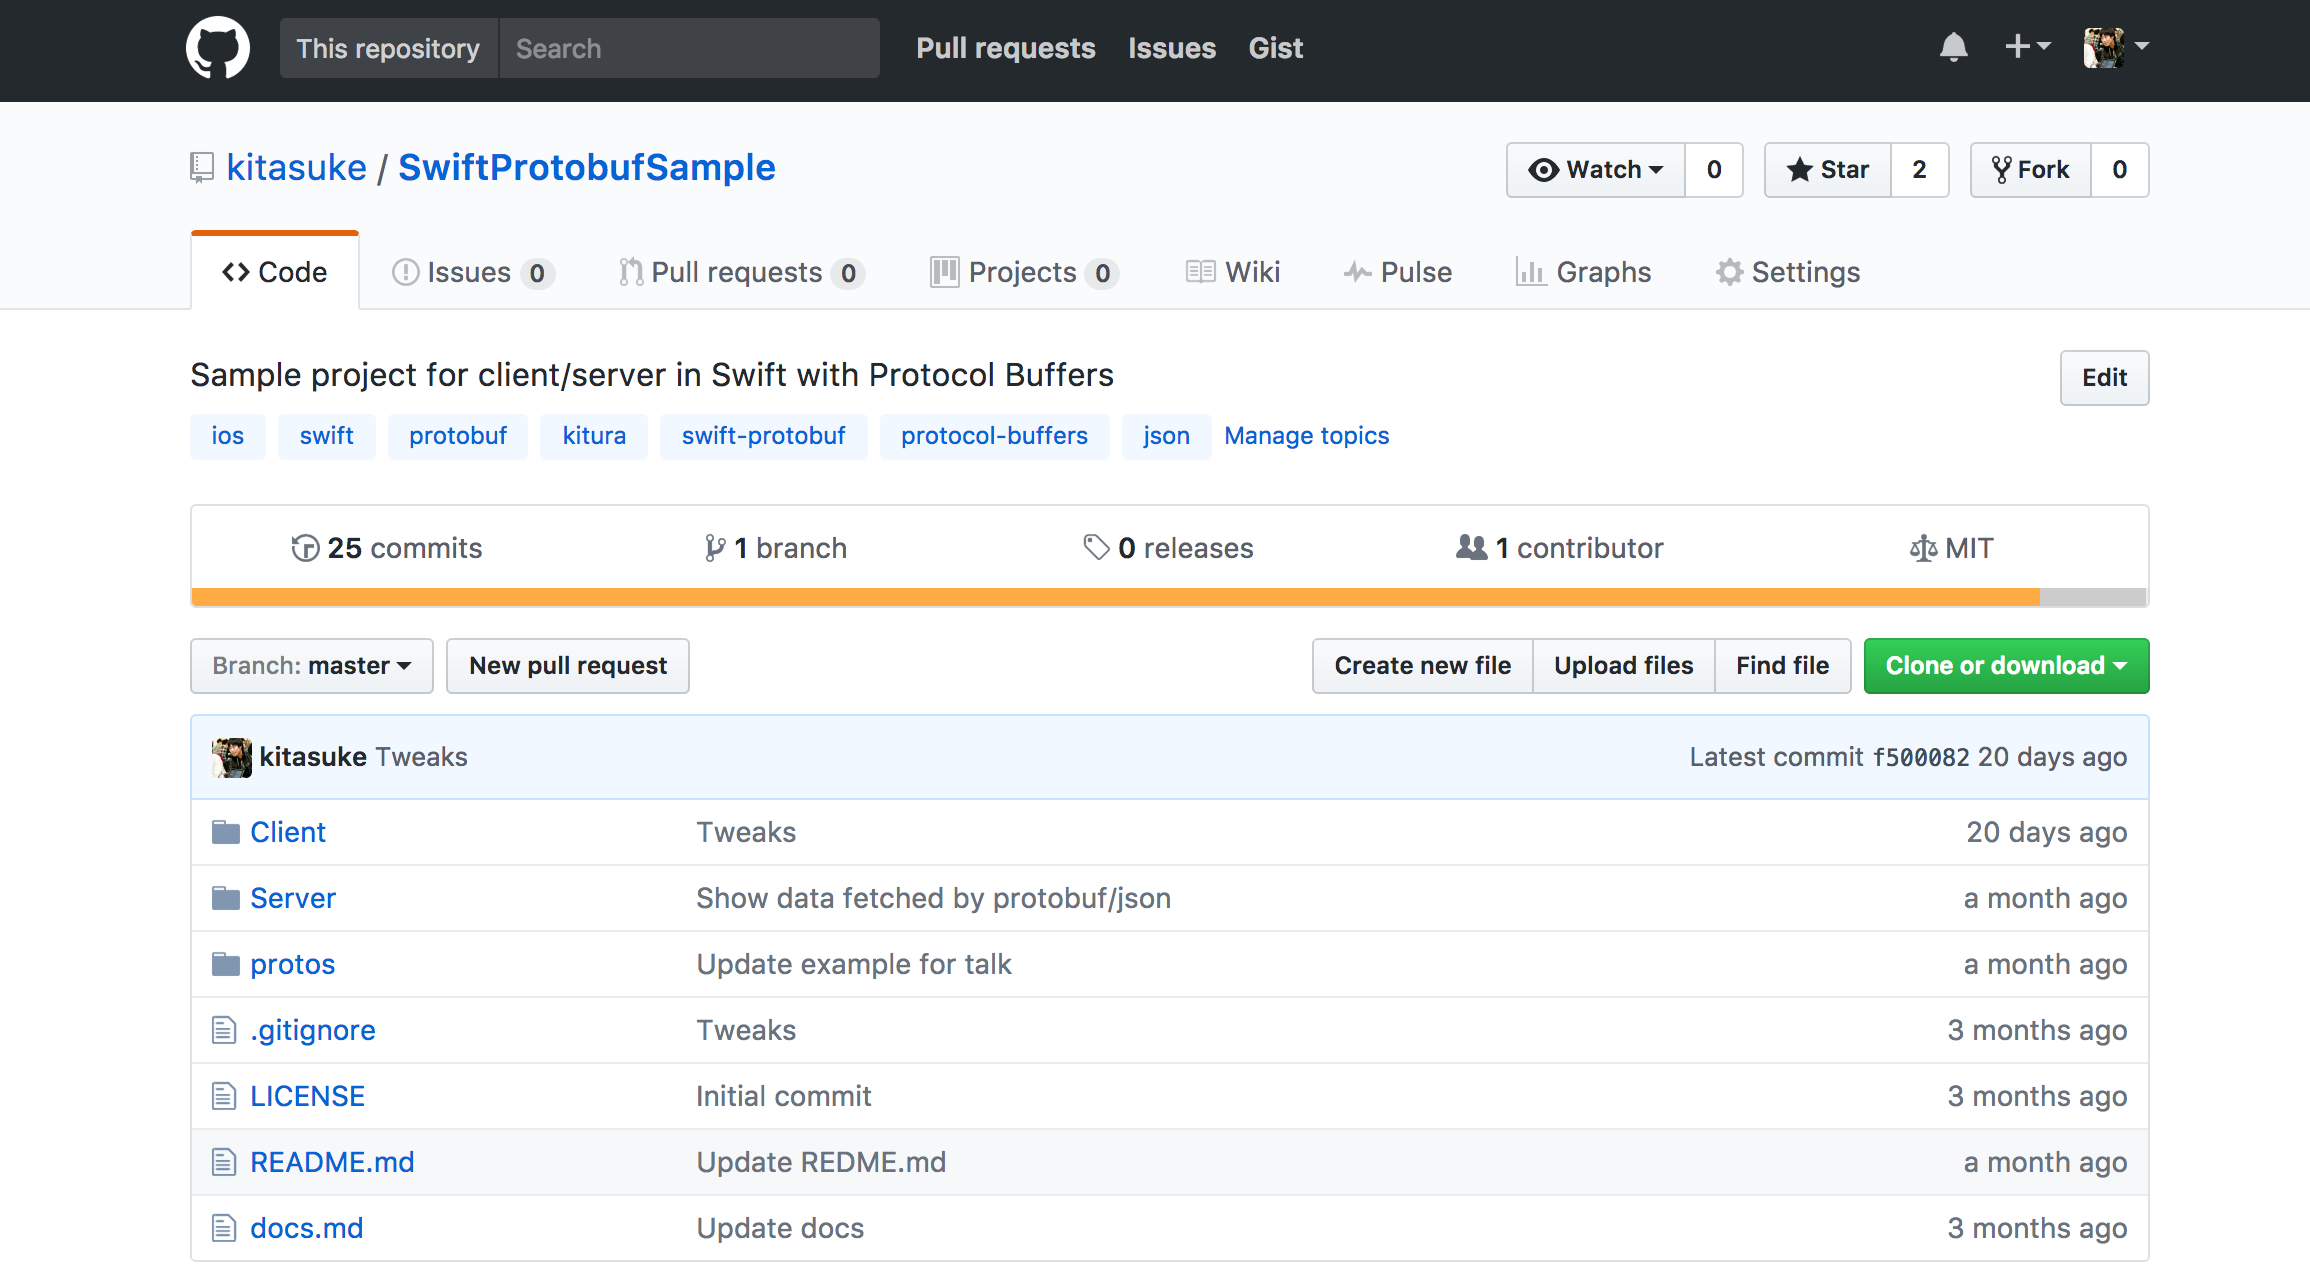 This repository Search Pull requests Issues Gist
kitasuke / SwiftProtobufSample Watch 0 Star 2 Fork 0
Code Issues 0 Pull requests 0 Projects 0 Wiki Pulse Graphs Settings
Sample project for client/server in Swift with Protocol Buffers Edit
ios swift protobuf kitura swift-protobuf protocol-buffers json Manage topics
25 commits 1 branch 0 releases 1 contributor MIT
Branch: master New pull request Create new file Upload files Find file Clone or download
kitasuke Tweaks Latest commit f500082 20 days ago
Client Tweaks 20 days ago
Server Show data fetched by protobuf/json a month ago
protos Update example for talk a month ago
.gitignore Tweaks 3 months ago
LICENSE Initial commit 3 months ago
README.md Update REDME.md a month ago
docs.md Update docs 3 months ago